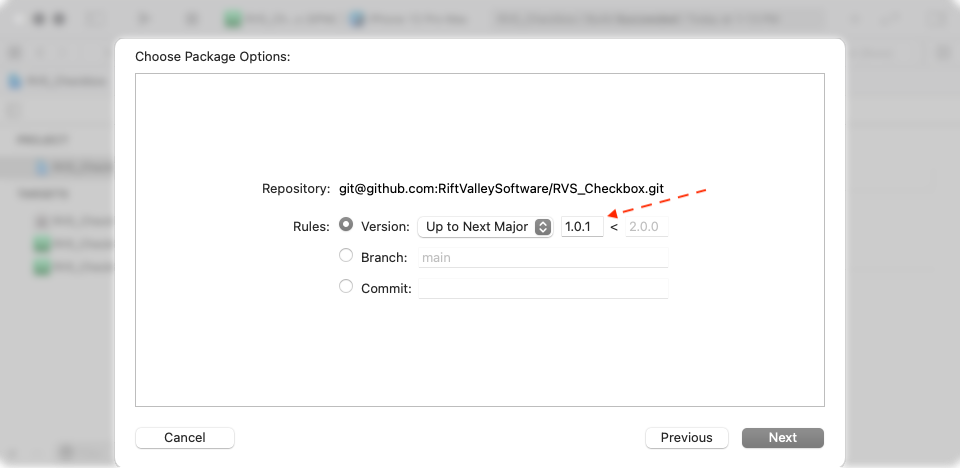 Choose Package Options:
Repository: git@github.com:RiftValleySoftware/RVS_Checkbox.git
Rules: Version: Up to Next Major 1.0.1 < 2.0.0
Branch: main
Commit:
Cancel Previous Next